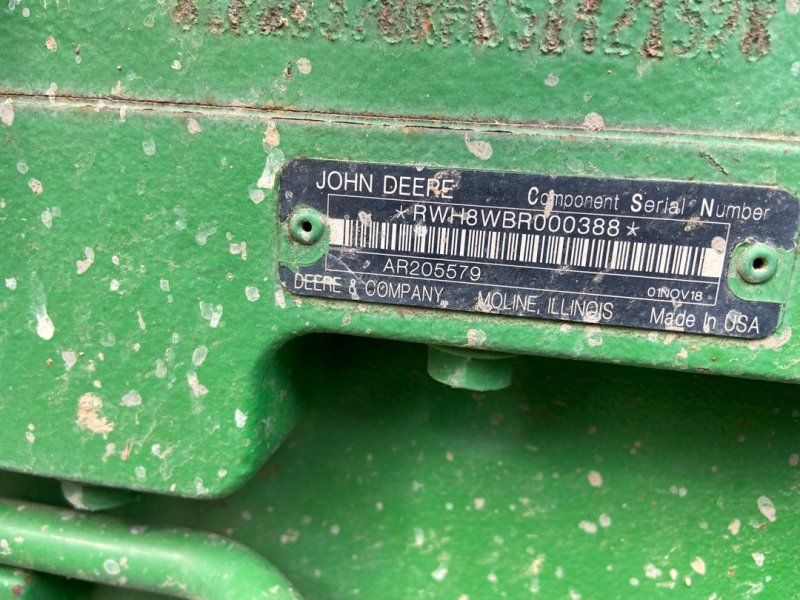 JOHN DEERE Component Serial Number
*RWH8WBR000388*
AR205579
01NOV18
DEERE & COMPANY MOLINE, ILLINOIS Made In USA